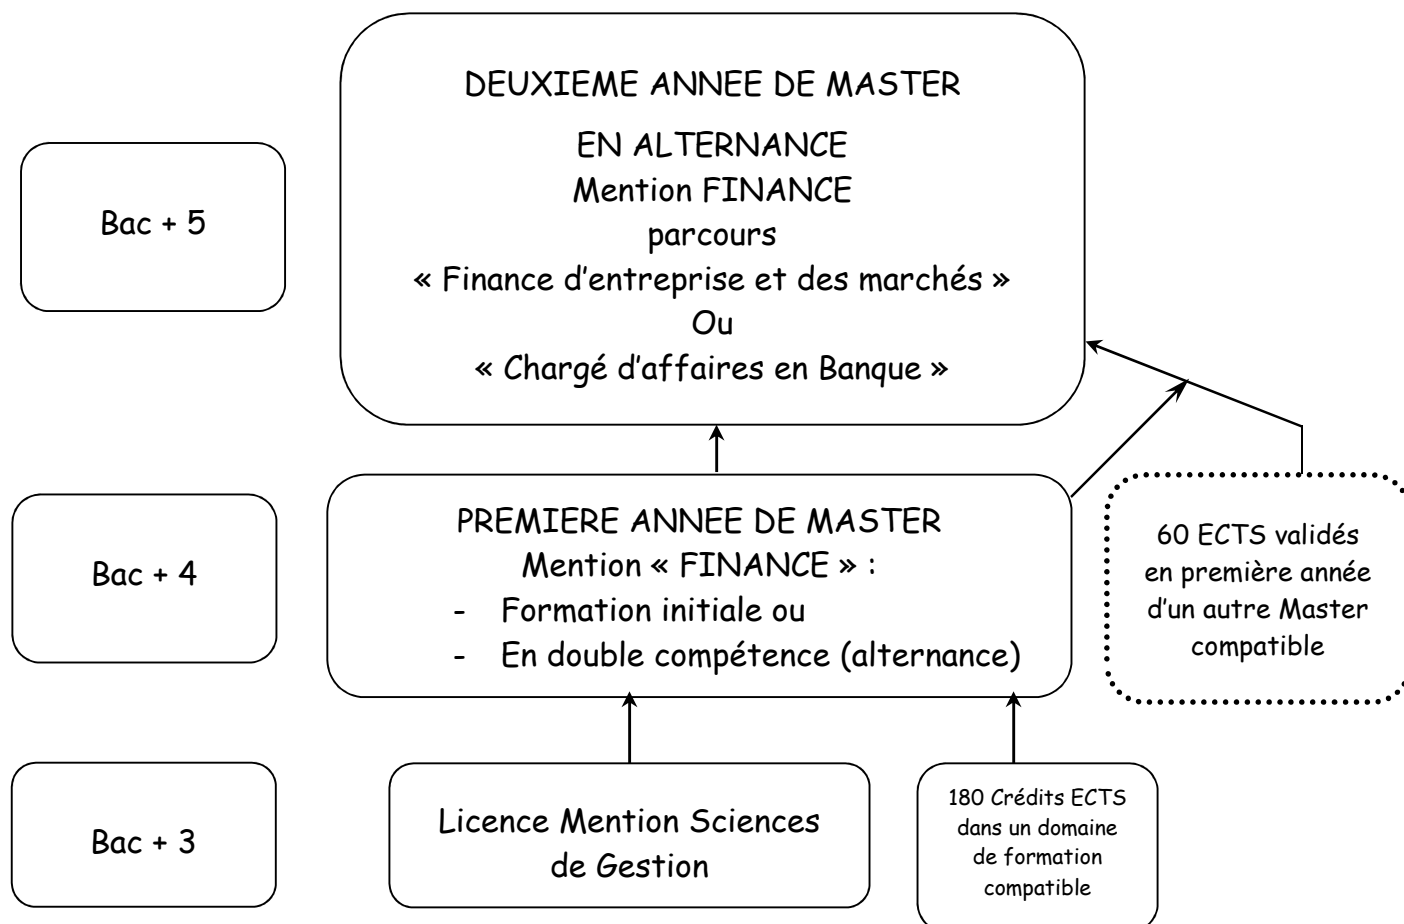 DEUXIEME ANNEE DE MASTER
EN ALTERNANCE
Mention FINANCE
parcours
« Finance d'entreprise et des marchés »
Ou
« Chargé d'affaires en Banque »
Bac + 5
PREMIERE ANNEE DE MASTER
Mention « FINANCE » :
- Formation initiale ou
- En double compétence (alternance)
Bac + 4
60 ECTS validés
en première année
d'un autre Master
compatible
Bac + 3
Licence Mention Sciences
de Gestion
180 Crédits ECTS
dans un domaine
de formation
compatible